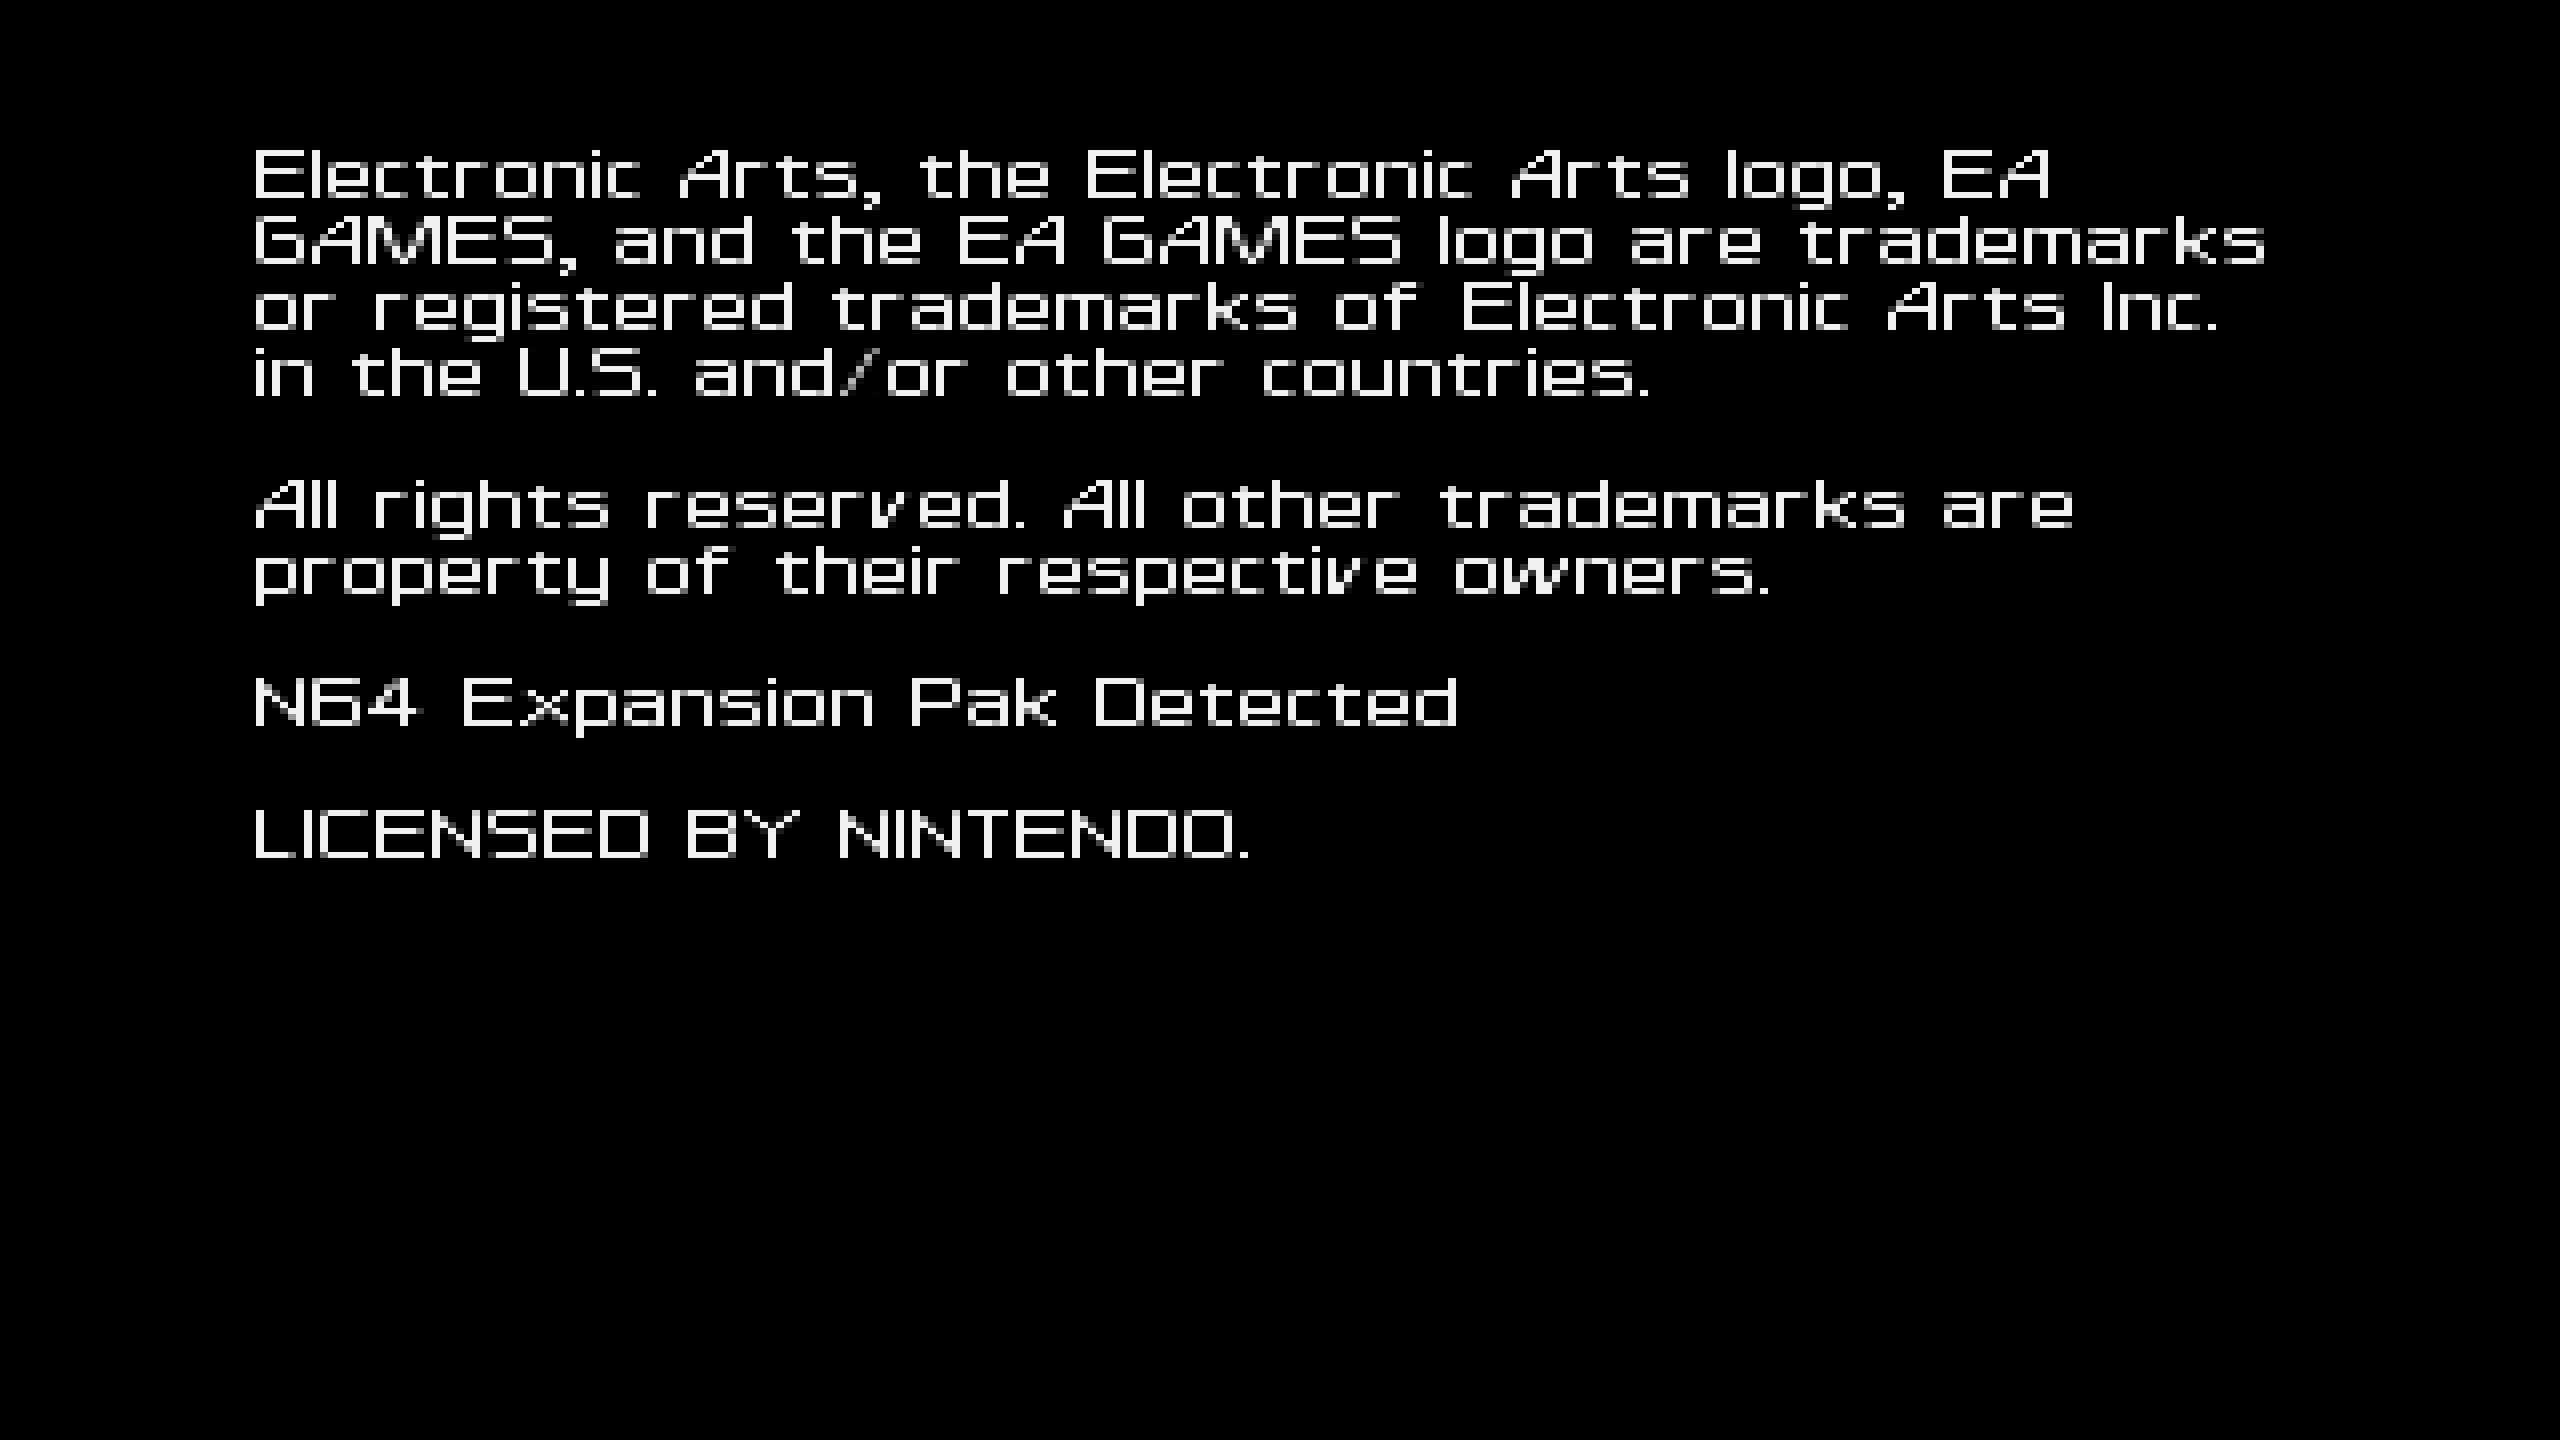 Electronic Arts, the Electronic Arts logo, EA
GAMES, and the EA GAMES logo are trademarks
or registered trademarks of Electronic Arts Inc.
in the U.S. and/or other countries.
All rights reserved. All other trademarks are
property of their respective owners.
N64 Expansion Pak Detected
LICENSED BY NINTENDO.